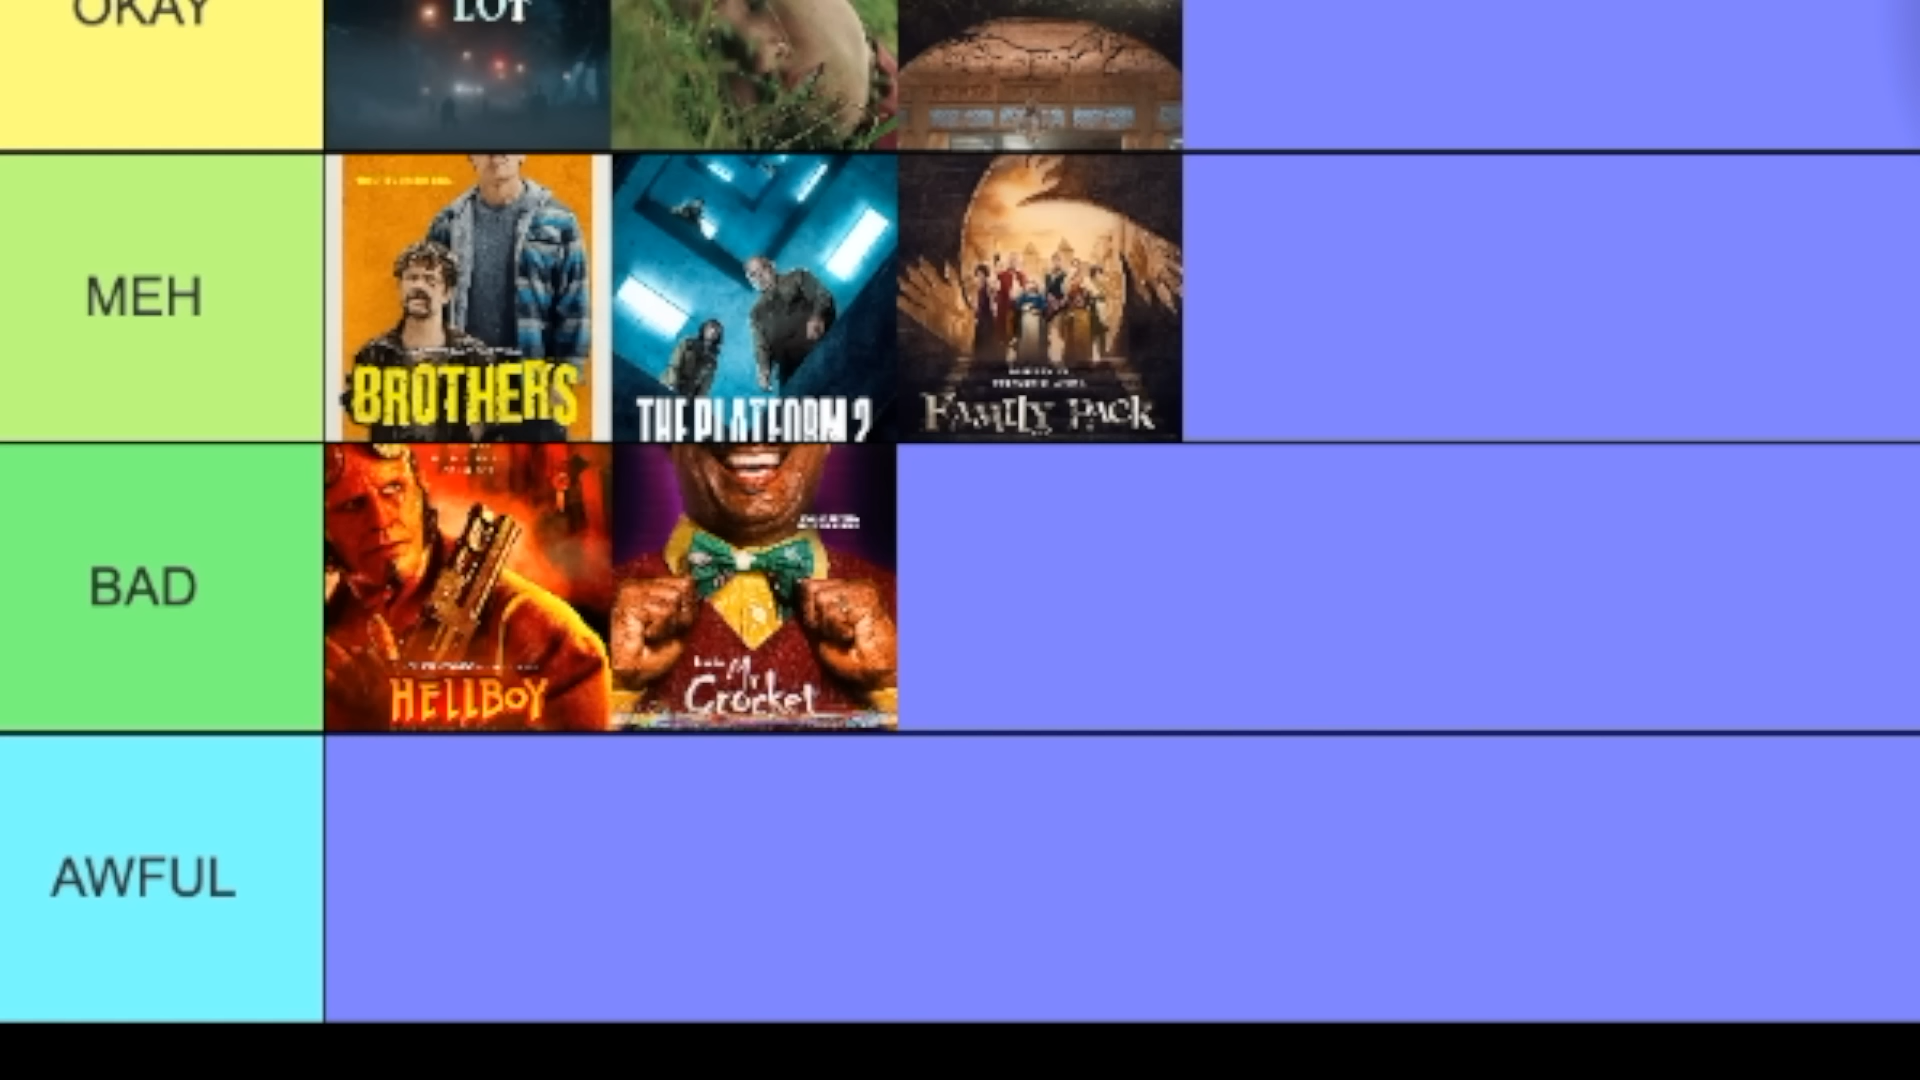 OKAY
LOT
MEH
BROTHERS
THE PLATFORM 2
FAMILY PACK
BAD
HELLBOY
Mr
Crocket
AWFUL